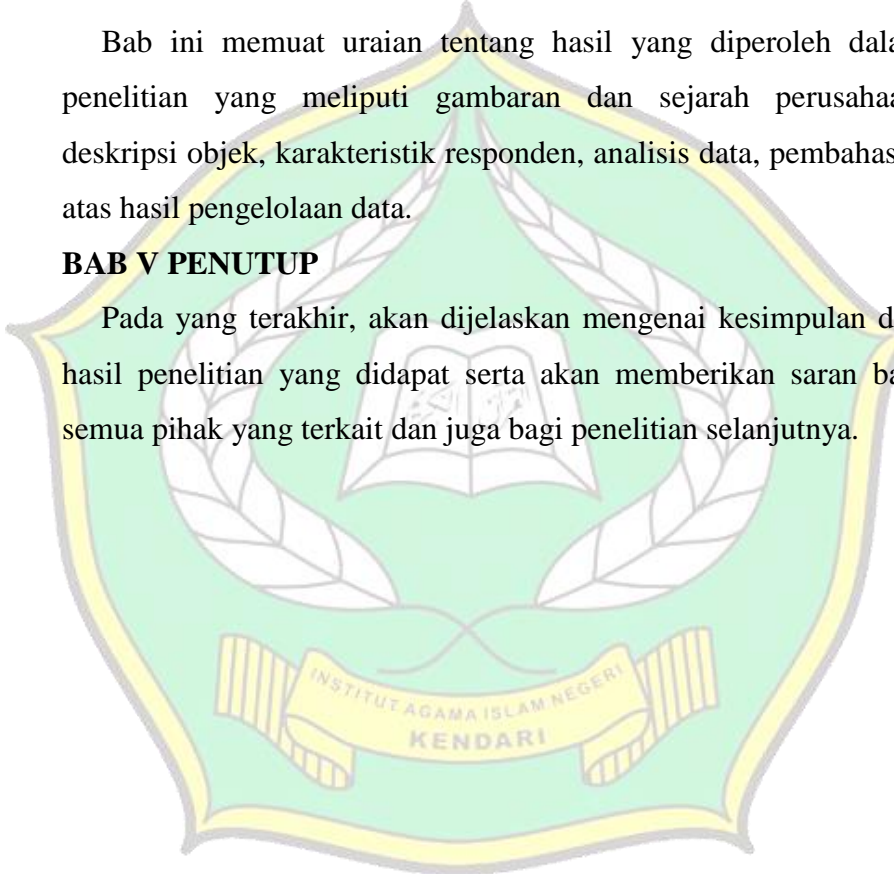 Bab ini memuat uraian tentang hasil yang diperoleh dala
penelitian yang meliputi gambaran dan sejarah perusahaa
deskripsi objek, karakteristik responden, analisis data, pembahas
atas hasil pengelolaan data.
BAB V PENUTUP
Pada yang terakhir, akan dijelaskan mengenai kesimpulan d
hasil penelitian yang didapat serta akan memberikan saran ba
semua pihak yang terkait dan juga bagi penelitian selanjutnya.
INSTITUT AGAMA ISLAM NEGERI
KENDARI